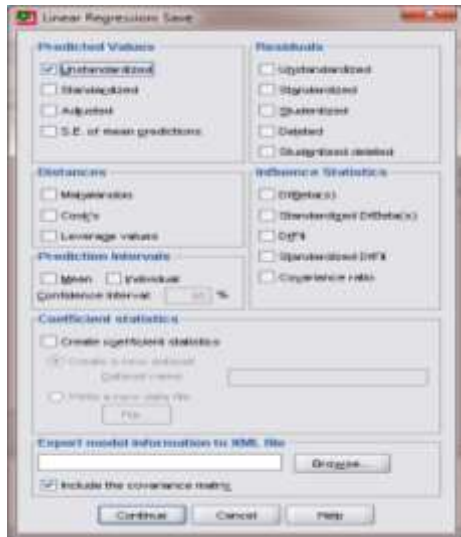 Linear Regression: Save
Predicted Values
Unstandardized
Standardized
Adjusted
S.E. of mean predictions
Residuals
Unstandardized
Standardized
Studentized
Deleted
Studentized deleted
Distances
Mahalanobis
Cook's
Leverage values
Influence Statistics
DfBeta(s)
Standardized DfBeta(s)
DfFit
Standardized DfFit
Covariance ratio
Prediction Intervals
Mean Individual
Confidence Interval: %
Coefficient statistics
Create coefficient statistics
Create a new dataset
Dataset name:
Write a new data file
File...
Export model information to XML file
Browse...
Include the covariance matrix
Continue Cancel Help